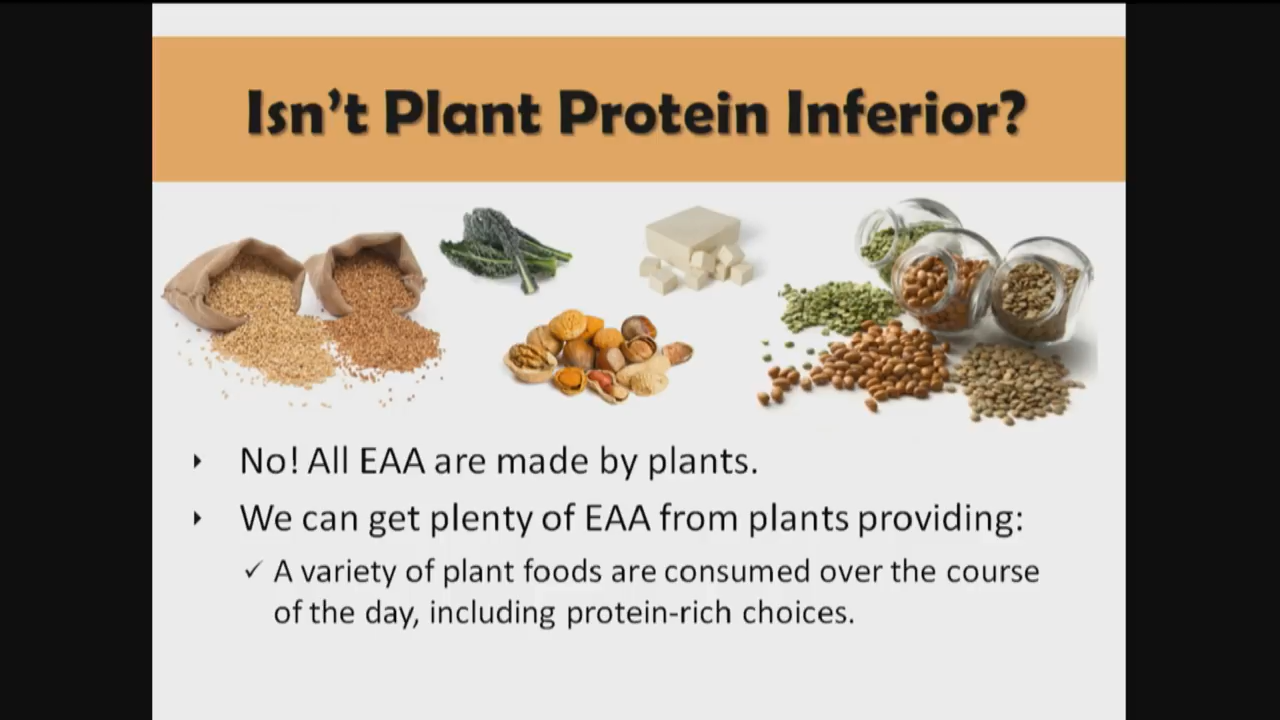 Isn't Plant Protein Inferior?
No! All EAA are made by plants.
We can get plenty of EAA from plants providing:
✓ A variety of plant foods are consumed over the course
of the day, including protein-rich choices.